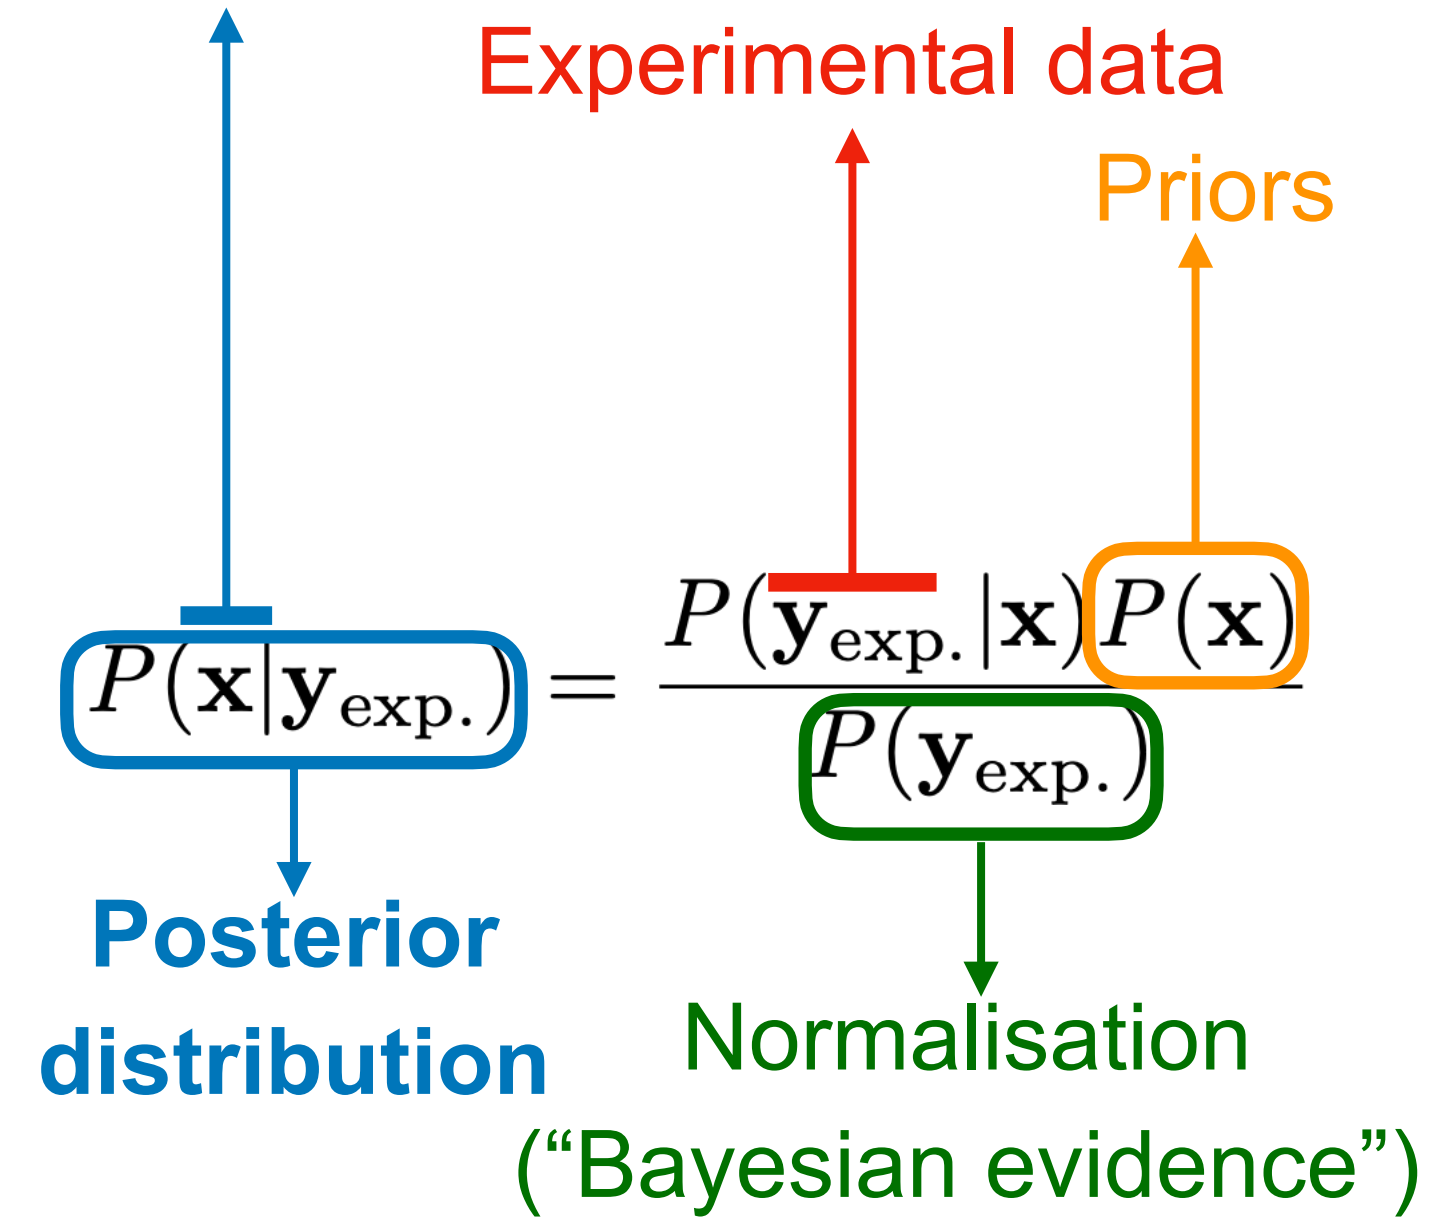 Experimental data
Priors
P(x|y_exp.) = P(y_exp.|x) P(x) / P(y_exp.)
Posterior
distribution
Normalisation
(“Bayesian evidence”)